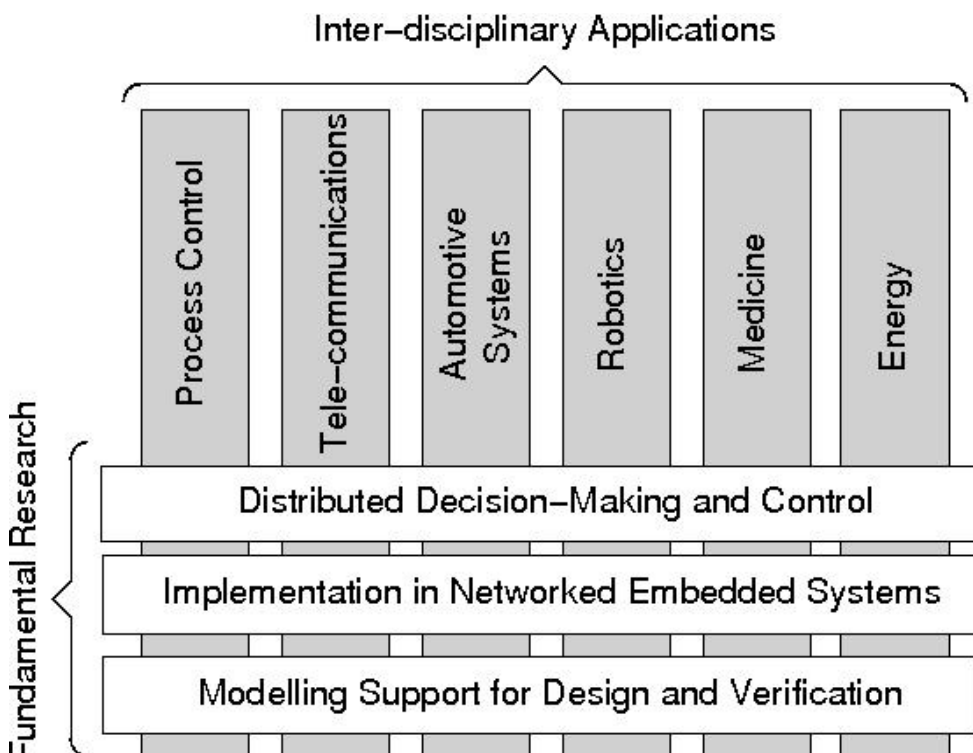 Inter-disciplinary Applications
Process Control
Tele-communications
Automotive
Systems
Robotics
Medicine
Energy
Fundamental Research
Distributed Decision-Making and Control
Implementation in Networked Embedded Systems
Modelling Support for Design and Verification